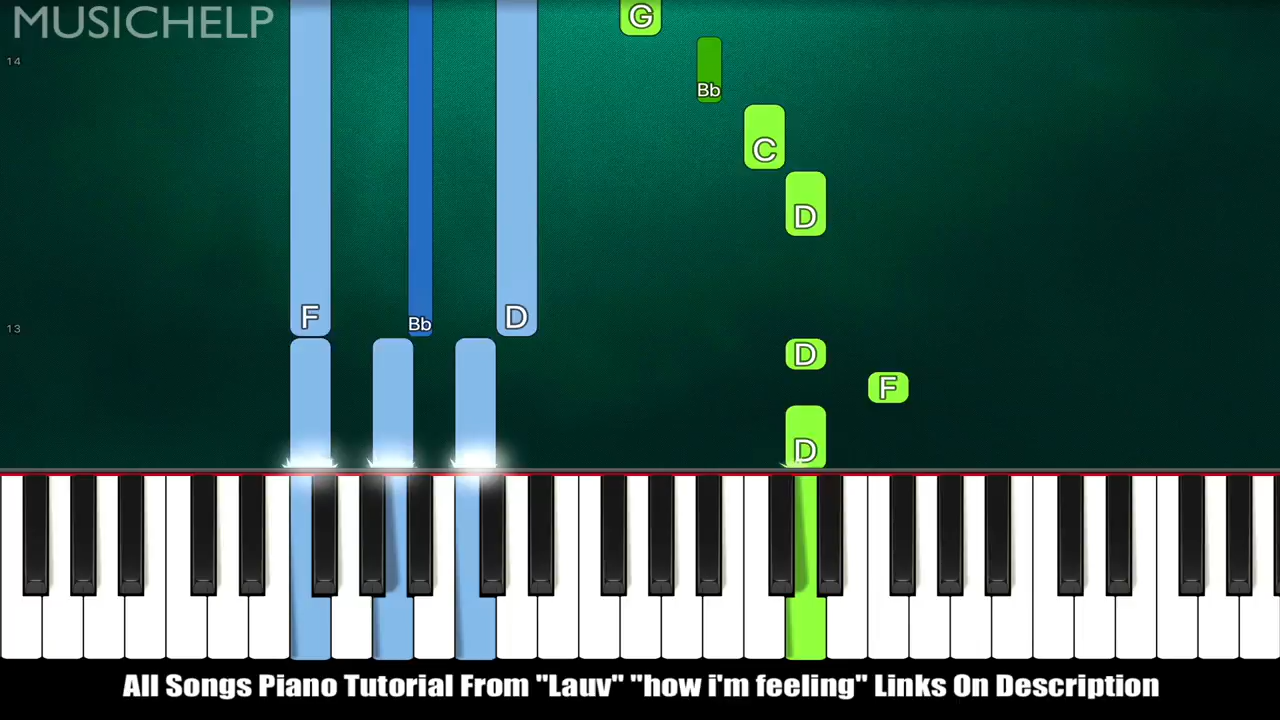 MUSICHELP
G
14
Bb
C
D
F Bb D
13
D
F
D
All Songs Piano Tutorial From "Lauv" "how i'm feeling" Links On Description